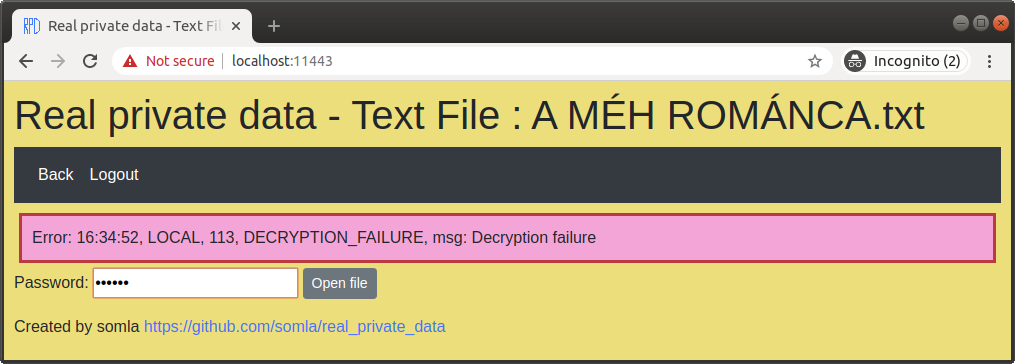 RPD Real private data - Text Fil
Not secure localhost:11443 Incognito (2)
Real private data - Text File : A MÉH ROMÁNCA.txt
Back Logout
Error: 16:34:52, LOCAL, 113, DECRYPTION_FAILURE, msg: Decryption failure
Password: •••••• Open file
Created by somla https://github.com/somla/real_private_data